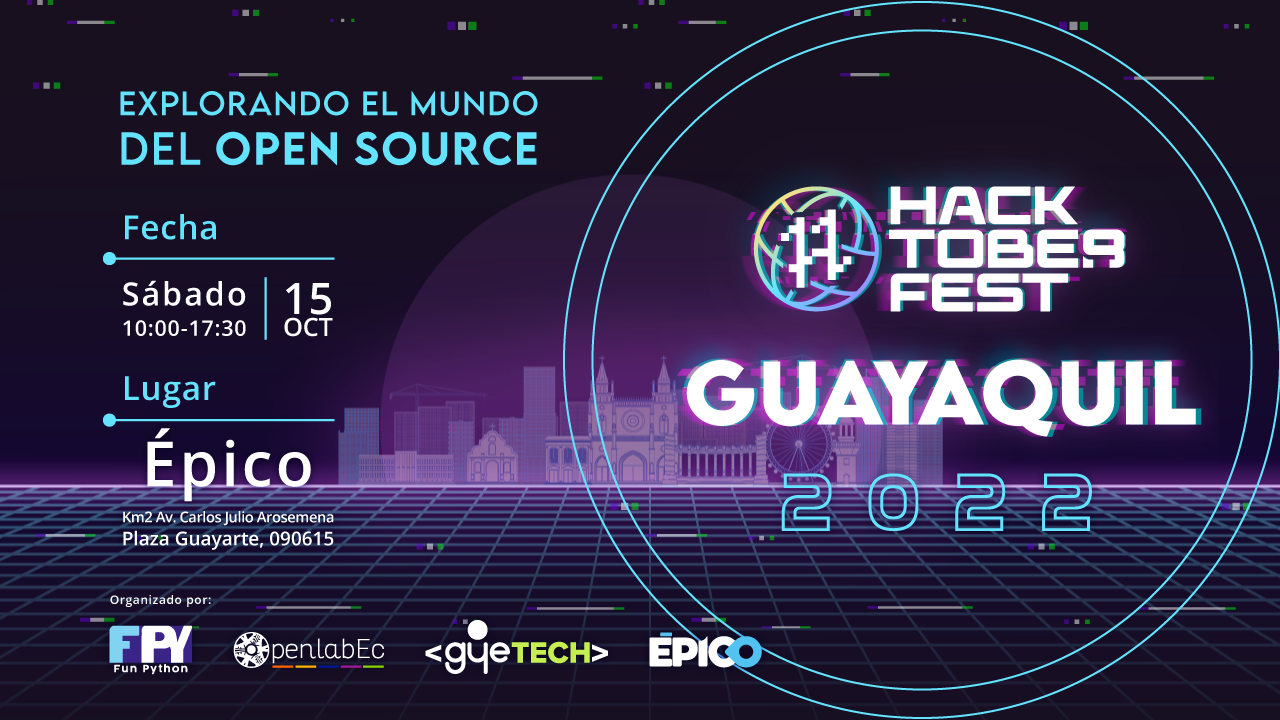 EXPLORANDO EL MUNDO
DEL OPEN SOURCE
Fecha
Sábado
10:00-17:30
15
OCT
Lugar
Épico
Km2 Av. Carlos Julio Arosemena
Plaza Guayarte, 090615
HACK
TOBER
FEST
GUAYAQUIL
2022
Organizado por:
FPY
Fun Python
OpenlabEc
<gyeTECH>
ÉPICO